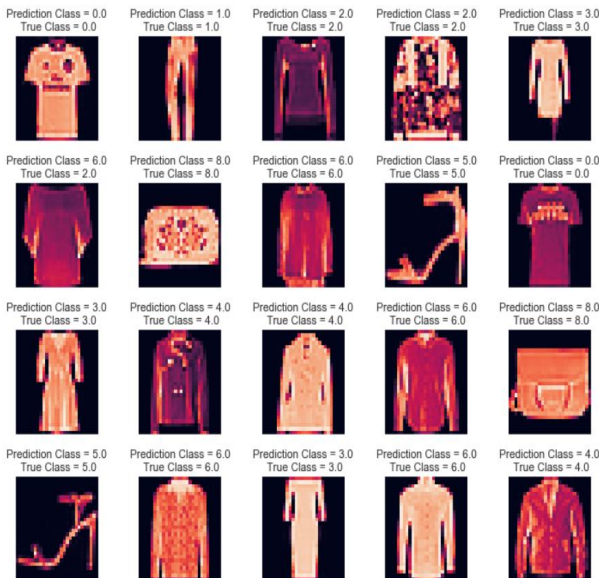 Prediction Class = 0.0
True Class = 0.0
Prediction Class = 1.0
True Class = 1.0
Prediction Class = 2.0
True Class = 2.0
Prediction Class = 2.0
True Class = 2.0
Prediction Class = 3.0
True Class = 3.0
Prediction Class = 6.0
True Class = 2.0
Prediction Class = 8.0
True Class = 8.0
Prediction Class = 6.0
True Class = 6.0
Prediction Class = 5.0
True Class = 5.0
Prediction Class = 0.0
True Class = 0.0
Prediction Class = 3.0
True Class = 3.0
Prediction Class = 4.0
True Class = 4.0
Prediction Class = 4.0
True Class = 4.0
Prediction Class = 6.0
True Class = 6.0
Prediction Class = 8.0
True Class = 8.0
Prediction Class = 5.0
True Class = 5.0
Prediction Class = 6.0
True Class = 6.0
Prediction Class = 3.0
True Class = 3.0
Prediction Class = 6.0
True Class = 6.0
Prediction Class = 4.0
True Class = 4.0